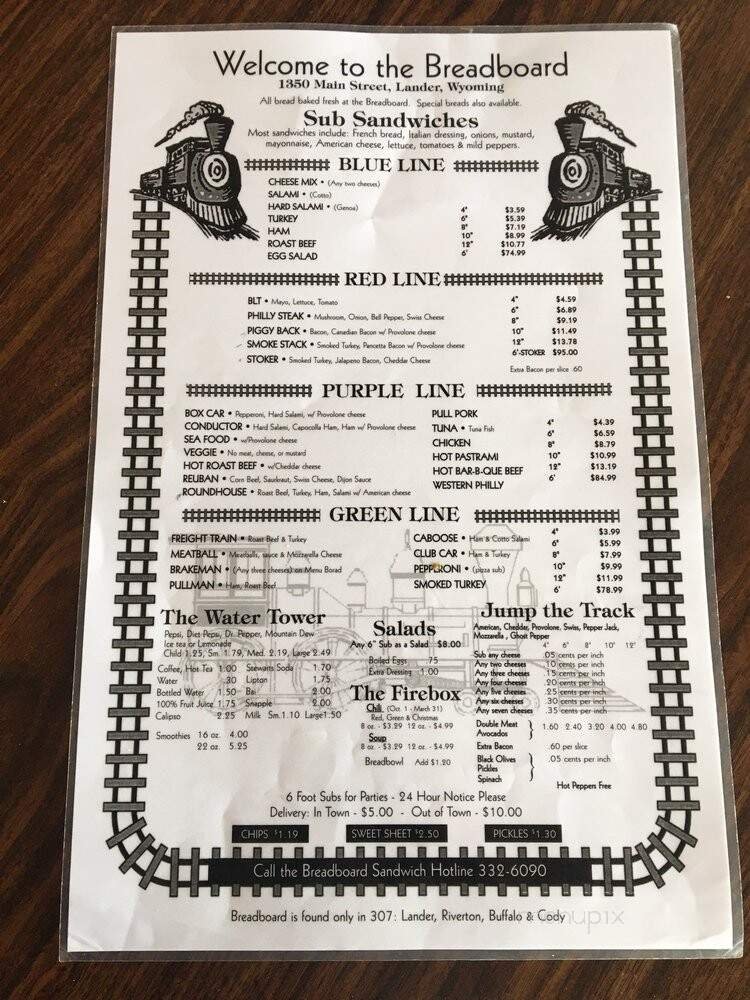 Welcome to the Breadboard
1350 Main Street, Lander, Wyoming
All bread baked fresh at the Breadboard. Special breads also available.
Sub Sandwiches
Most sandwiches include: French bread, Italian dressing, onions, mustard,
mayonnaise, American cheese, lettuce, tomatoes & mild peppers.
BLUE LINE
CHEESE MIX • (Any two cheeses)
SALAMI • (Cotto)
HARD SALAMI • (Genoa)
TURKEY
HAM
ROAST BEEF
EGG SALAD
4" $3.59
6" $5.39
8" $7.19
10" $8.99
12" $10.77
6' $74.99
RED LINE
BLT • Mayo, Lettuce, Tomato
PHILLY STEAK • Mushroom, Onion, Bell Pepper, Swiss Cheese
PIGGY BACK • Bacon, Canadian Bacon w/ Provolone cheese
SMOKE STACK • Smoked Turkey, Pancetta Bacon w/ Provolone cheese
STOKER • Smoked Turkey, Jalapeno Bacon, Cheddar Cheese
4" $4.59
6" $6.89
8" $9.19
10" $11.49
12" $13.78
6'-STOKER $95.00
Extra Bacon per slice .60
PURPLE LINE
BOX CAR • Pepperoni, Hard Salami, w/ Provolone cheese
CONDUCTOR • Hard Salami, Capocolla Ham, Ham w/ Provolone cheese
SEA FOOD • w/Provolone cheese
VEGGIE • No meat, cheese, or mustard
HOT ROAST BEEF • w/Cheddar cheese
REUBAN • Corn Beef, Saurkraut, Swiss Cheese, Dijon Sauce
ROUNDHOUSE • Roast Beef, Turkey, Ham, Salami w/ American cheese
PULL PORK
TUNA • Tuna Fish
CHICKEN
HOT PASTRAMI
HOT BAR-B-QUE BEEF
WESTERN PHILLY
4" $4.39
6" $6.59
8" $8.79
10" $10.99
12" $13.19
6' $84.99
GREEN LINE
FREIGHT TRAIN • Roast Beef & Turkey
MEATBALL • Meatballs, sauce & Mozzarella Cheese
BRAKEMAN • (Any three cheeses) on Menu Borad
PULLMAN • Ham, Roast Beef
CABOOSE • Ham & Cotto Salami
CLUB CAR • Ham & Turkey
PEPPERONI • (pizza sub)
SMOKED TURKEY
4" $3.99
6" $5.99
8" $7.99
10" $9.99
12" $11.99
6' $78.99
The Water Tower
Pepsi, Diet Pepsi, Dr. Pepper, Mountain Dew
Ice tea or Lemonade
Child 1.25, Sm. 1.79, Med. 2.19, Large 2.49
Coffee, Hot Tea 1.00 Stewarts Soda 1.70
Water .30 Lipton 1.75
Bottled Water 1.50 Bai 2.00
100% Fruit Juice 1.75 Snapple 2.00
Calipso 2.25 Milk Sm.1.10 Large1.50
Smoothies 16 oz. 4.00
22 oz. 5.25
Salads
Any 6" Sub as a Salad $8.00
Boiled Eggs .75
Extra Dressing 1.00
The Firebox
Chili (Oct. 1 - March 31)
Red, Green & Christmas
8 oz. - $3.29 12 oz. - $4.99
Soup
8 oz. - $3.29 12 oz. - $4.99
Breadbowl Add $1.20
Jump the Track
American, Cheddar, Provolone, Swiss, Pepper Jack,
Mozzarella, Ghost Pepper
4" 6" 8" 10" 12"
Sub any cheese .05 cents per inch
Any two cheeses .10 cents per inch
Any three cheeses .15 cents per inch
Any four cheeses .20 cents per inch
Any five cheeses .25 cents per inch
Any six cheeses .30 cents per inch
Any seven cheeses .35 cents per inch
Double Meat
Avocados
1.60 2.40 3.20 4.00 4.80
Extra Bacon .60 per slice
Black Olives
Pickles
Spinach
.05 cents per inch
Hot Peppers Free
6 Foot Subs for Parties - 24 Hour Notice Please
Delivery: In Town - $5.00 - Out of Town - $10.00
CHIPS $1.19 SWEET SHEET $2.50 PICKLES $1.30
Call the Breadboard Sandwich Hotline 332-6090
Breadboard is found only in 307: Lander, Riverton, Buffalo & Cody